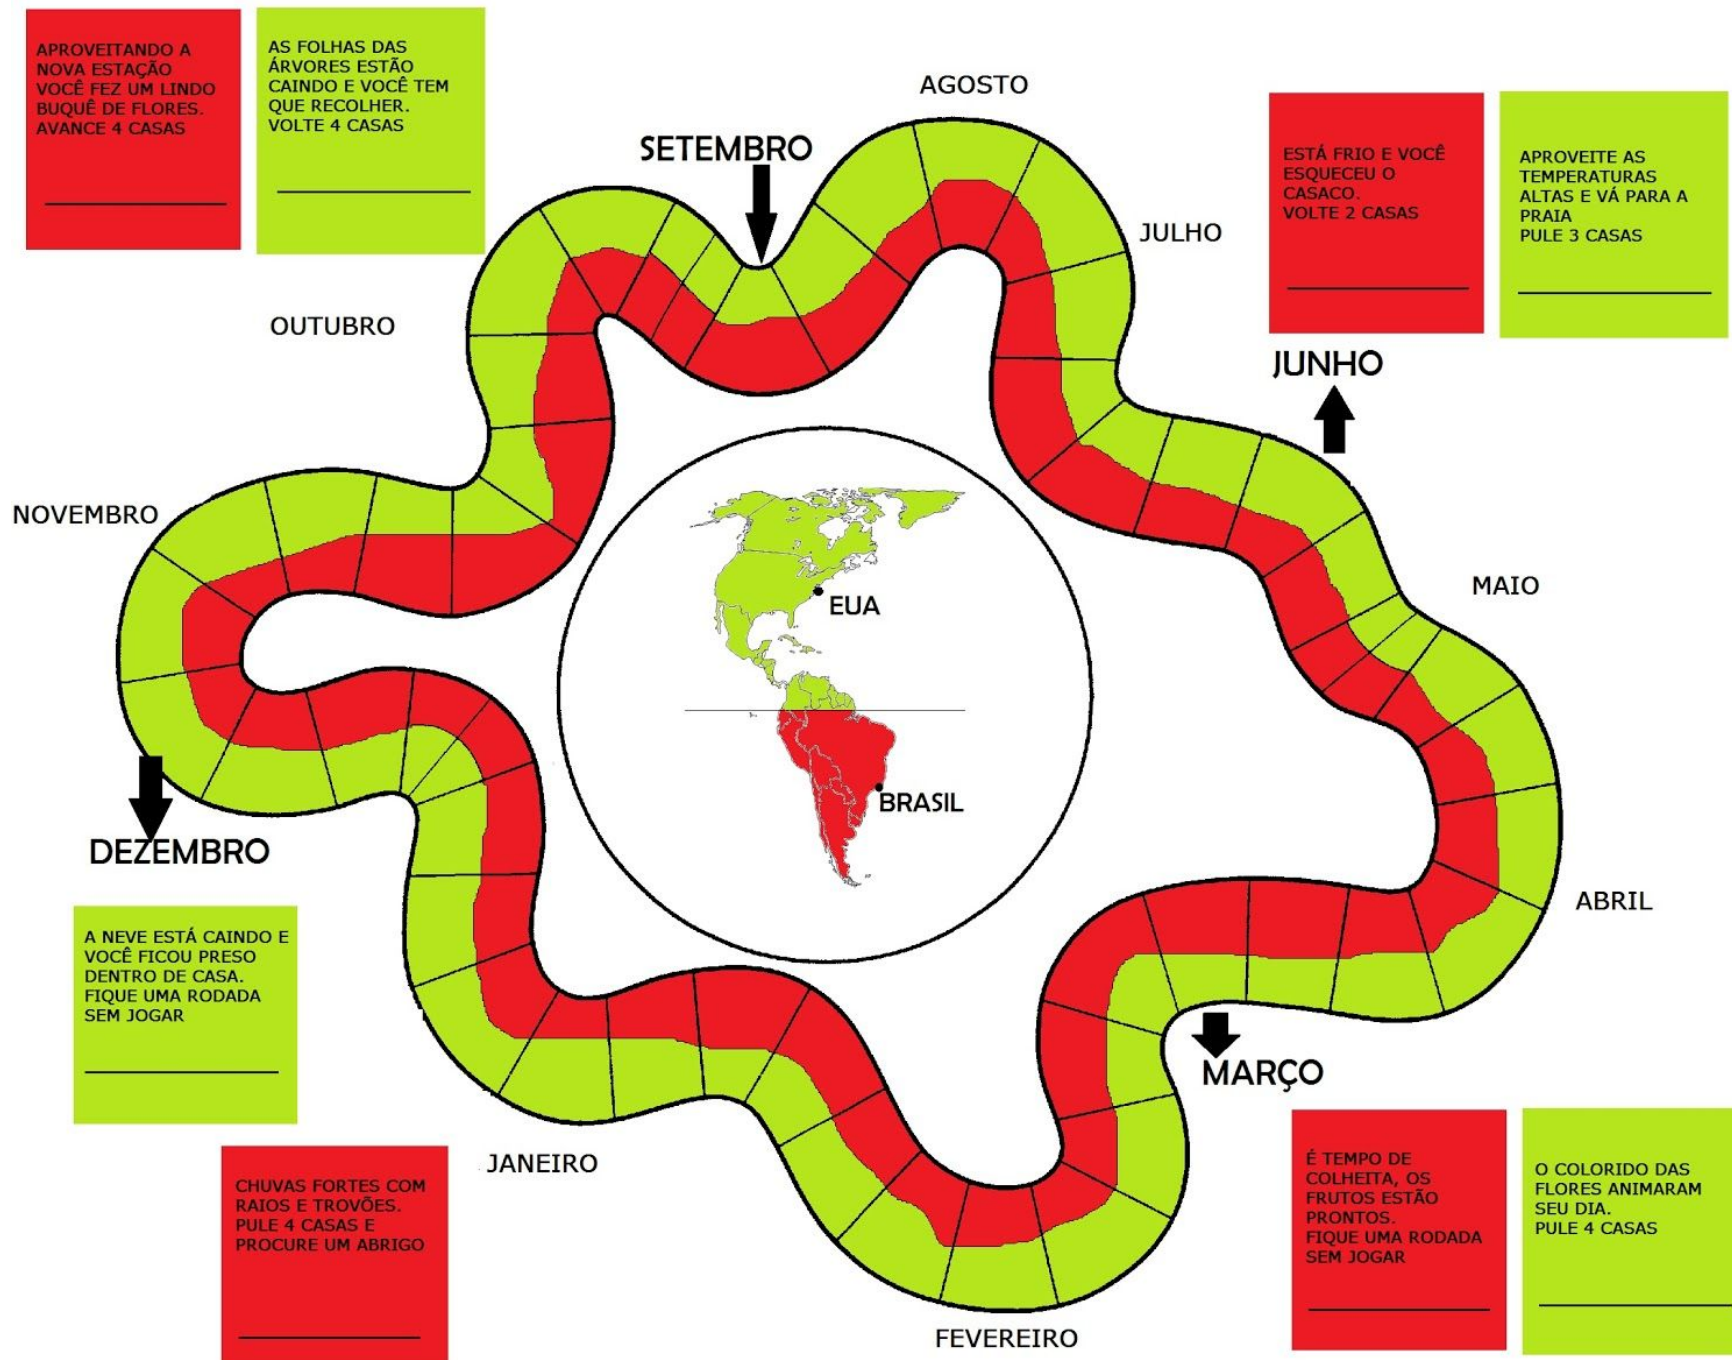 APROVEITANDO A
NOVA ESTAÇÃO
VOCÊ FEZ UM LINDO
BUQUÊ DE FLORES.
AVANCE 4 CASAS
AS FOLHAS DAS
ÁRVORES ESTÃO
CAINDO E VOCÊ TEM
QUE RECOLHER.
VOLTE 4 CASAS
SETEMBRO
AGOSTO
JULHO
ESTÁ FRIO E VOCÊ
ESQUECEU O
CASACO.
VOLTE 2 CASAS
APROVEITE AS
TEMPERATURAS
ALTAS E VÁ PARA A
PRAIA
PULE 3 CASAS
OUTUBRO
JUNHO
NOVEMBRO
MAIO
EUA
BRASIL
DEZEMBRO
ABRIL
A NEVE ESTÁ CAINDO E
VOCÊ FICOU PRESO
DENTRO DE CASA.
FIQUE UMA RODADA
SEM JOGAR
MARÇO
CHUVAS FORTES COM
RAIOS E TROVÕES.
PULE 4 CASAS E
PROCURE UM ABRIGO
JANEIRO
FEVEREIRO
É TEMPO DE
COLHEITA, OS
FRUTOS ESTÃO
PRONTOS.
FIQUE UMA RODADA
SEM JOGAR
O COLORIDO DAS
FLORES ANIMARAM
SEU DIA.
PULE 4 CASAS